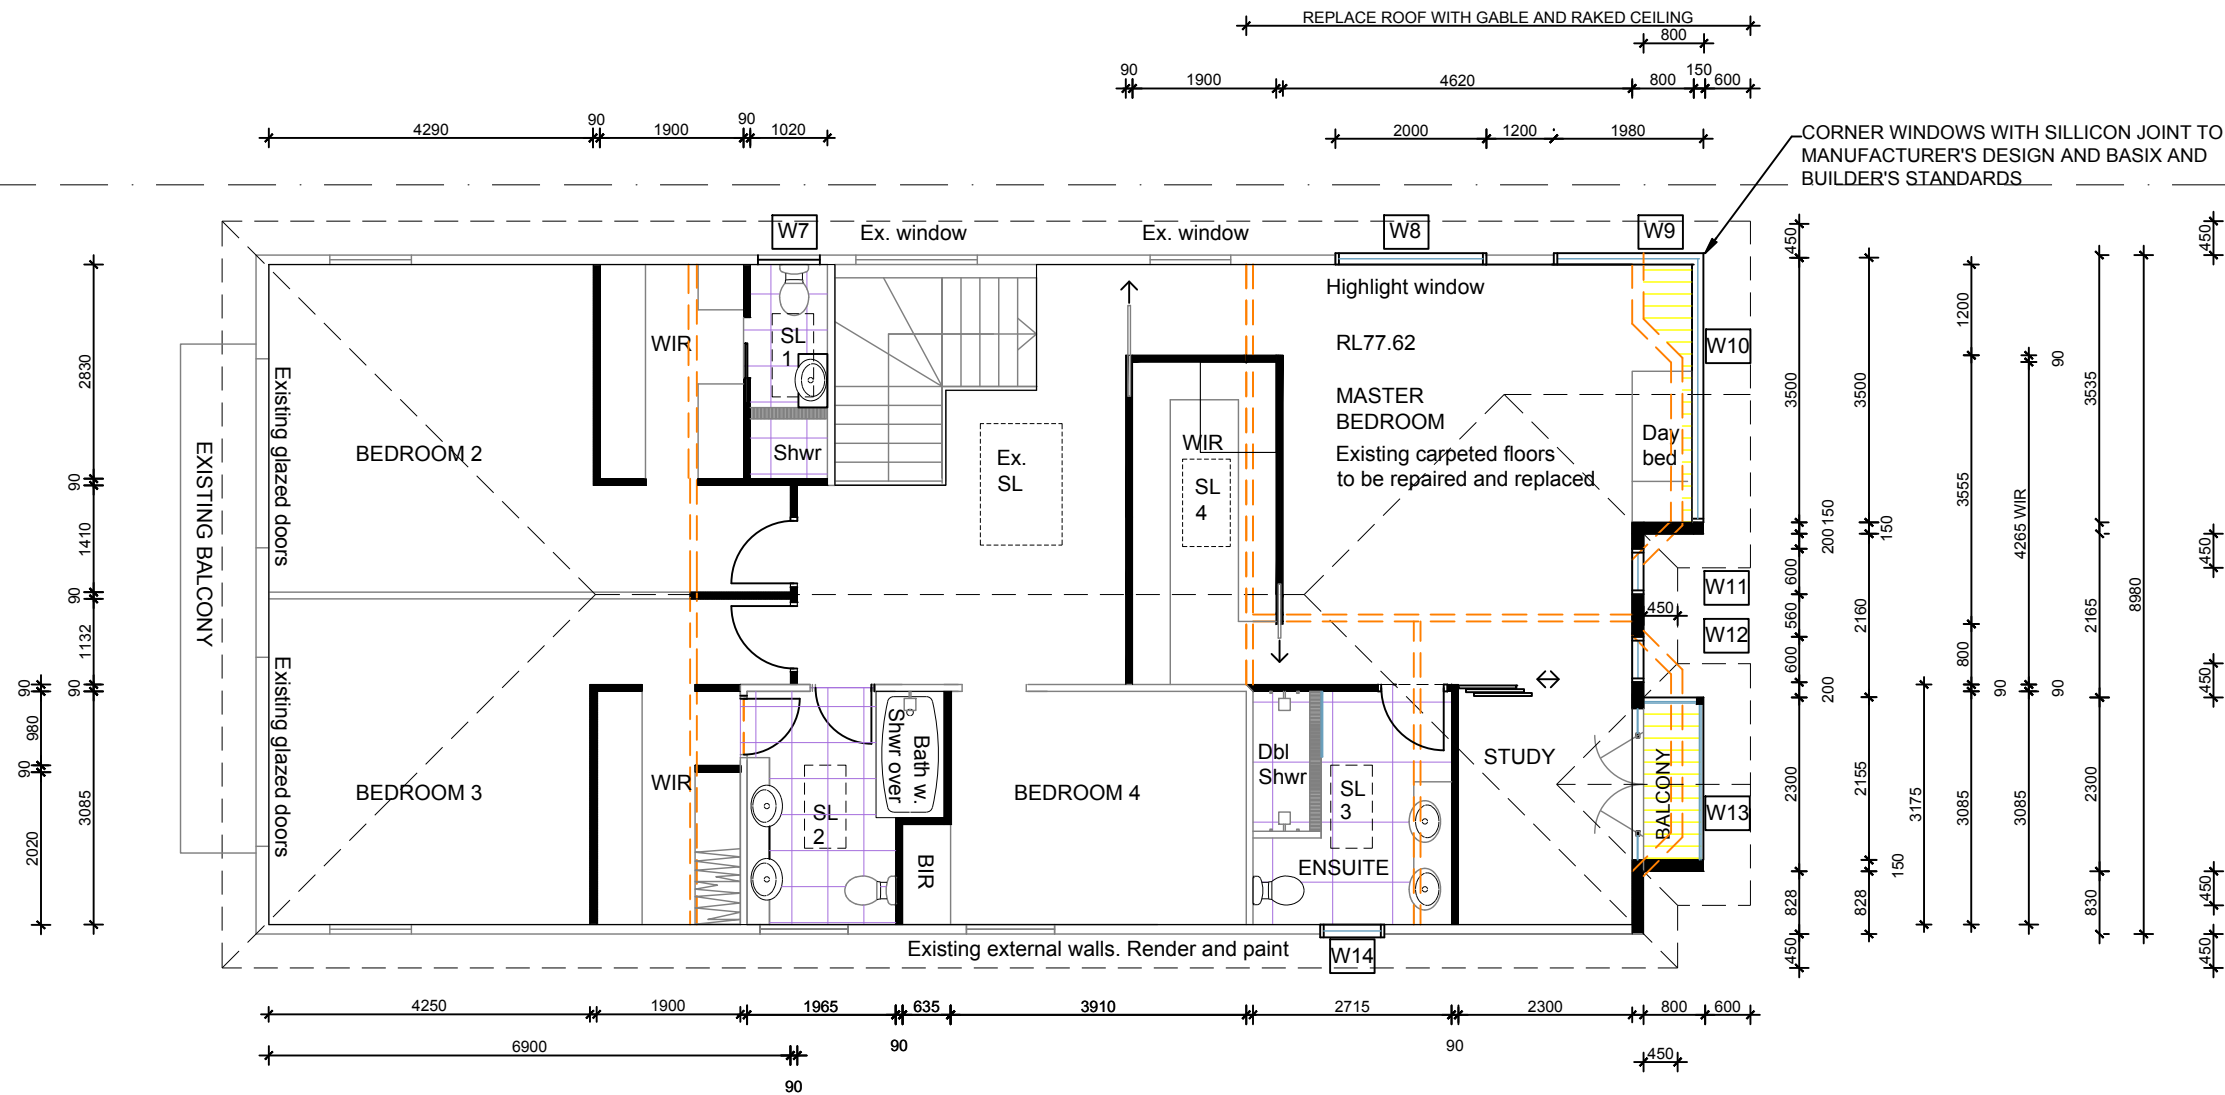 REPLACE ROOF WITH GABLE AND RAKED CEILING
800
90
1900
4620
800
150
600
4290
90
1900
90
1020
2000
1200
1980
CORNER WINDOWS WITH SILLICON JOINT TO
MANUFACTURER'S DESIGN AND BASIX AND
BUILDER'S STANDARDS
W7
Ex. window
Ex. window
W8
W9
Highlight window
RL77.62
MASTER
BEDROOM
Existing carpeted floors
to be repaired and replaced
WIR
SL
1
Shwr
Ex.
SL
WIR
SL
4
Day
bed
W10
W11
W12
W13
450
BEDROOM 2
Existing glazed doors
EXISTING BALCONY
Existing glazed doors
BEDROOM 3
WIR
SL
2
Bath w.
Shwr over
BIR
BEDROOM 4
Dbl
Shwr
SL
3
ENSUITE
STUDY
BALCONY
W14
Existing external walls. Render and paint
2830
90
1410
90
1132
90
3085
90
980
90
2020
450
3500
150
200
600
560
600
200
2300
828
450
3500
150
2160
2155
150
828
3175
1200
3555
800
90
3085
90
4265 WIR
90
3085
3535
2165
2300
830
8980
450
450
450
450
450
4250
1900
1965
635
3910
2715
2300
800
600
6900
90
90
90
450